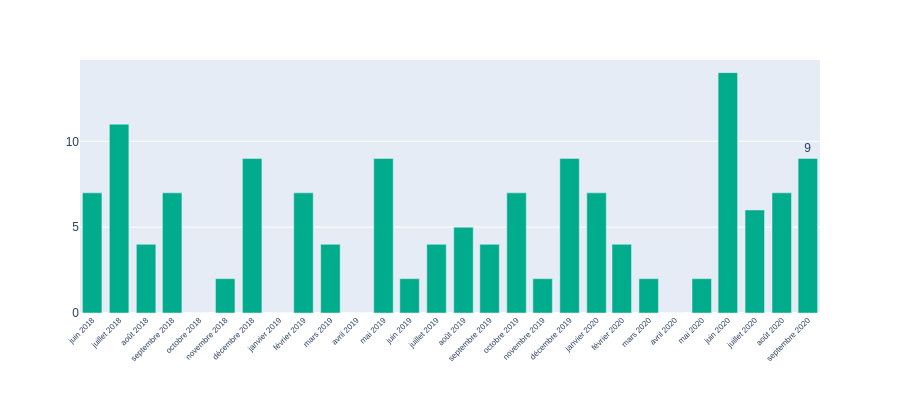 10
5
0
9
juin 2018
juillet 2018
août 2018
septembre 2018
octobre 2018
novembre 2018
décembre 2018
janvier 2019
février 2019
mars 2019
avril 2019
mai 2019
juin 2019
juillet 2019
août 2019
septembre 2019
octobre 2019
novembre 2019
décembre 2019
janvier 2020
février 2020
mars 2020
avril 2020
mai 2020
juin 2020
juillet 2020
août 2020
septembre 2020